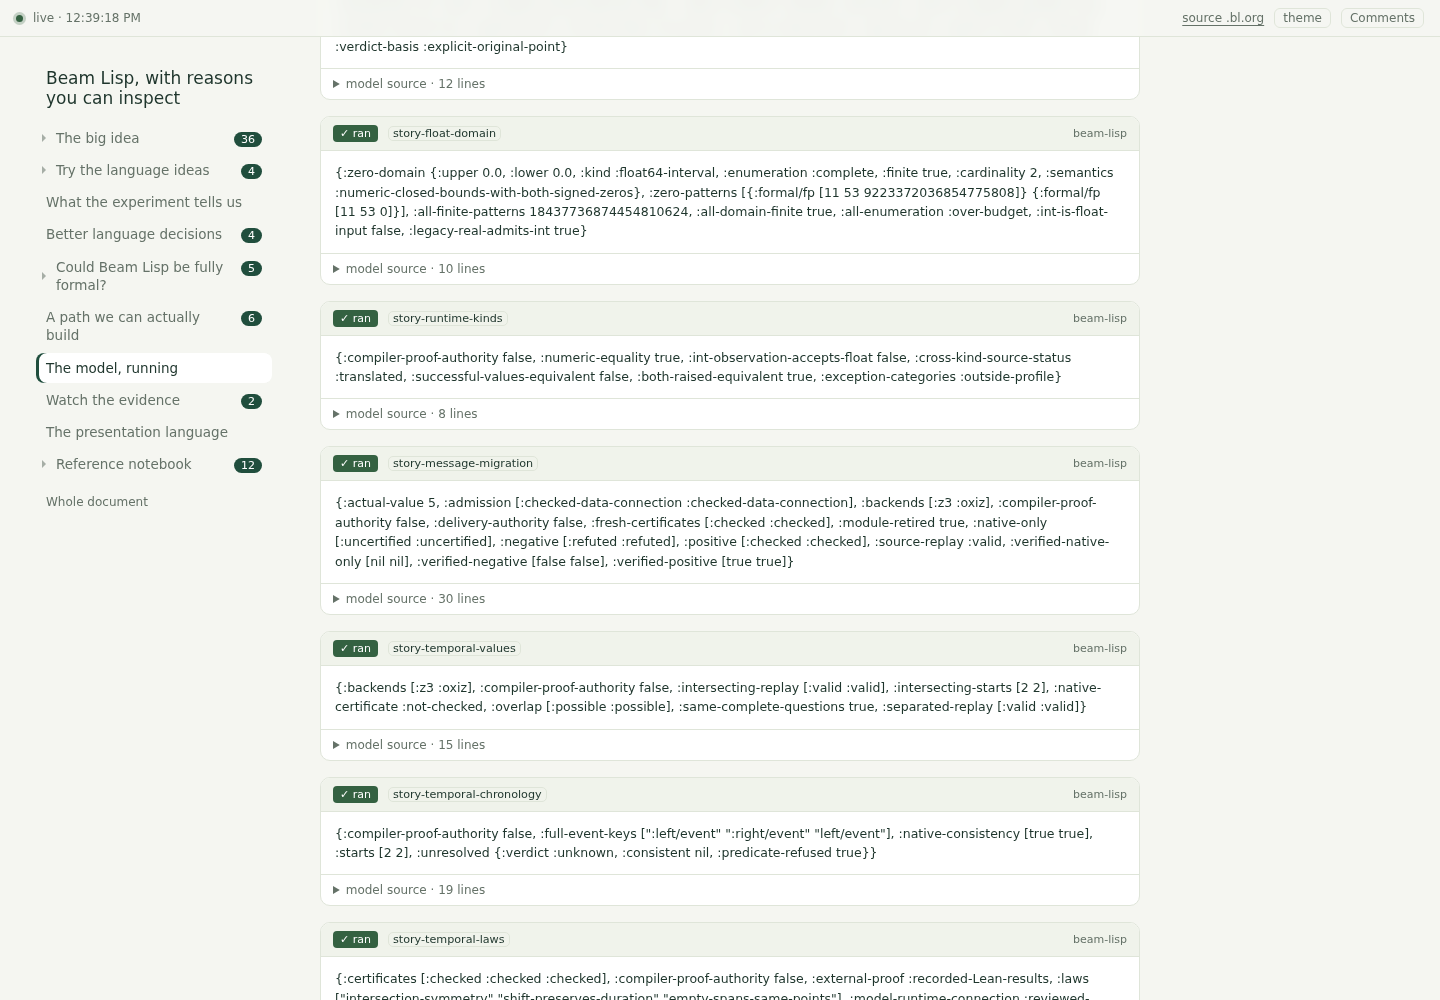 live · 12:39:18 PM
source .bl.org
theme
Comments
Beam Lisp, with reasons
you can inspect
The big idea 36
Try the language ideas 4
What the experiment tells us
Better language decisions 4
Could Beam Lisp be fully 5
formal?
A path we can actually 6
build
The model, running
Watch the evidence 2
The presentation language
Reference notebook 12
Whole document
:verdict-basis :explicit-original-point}
model source · 12 lines
✓ ran story-float-domain beam-lisp
{:zero-domain {:upper 0.0, :lower 0.0, :kind :float64-interval, :enumeration :complete, :finite true, :cardinality 2, :semantics
:numeric-closed-bounds-with-both-signed-zeros}, :zero-patterns [{:formal/fp [11 53 9223372036854775808]} {:formal/fp
[11 53 0]}], :all-finite-patterns 18437736874454810624, :all-domain-finite true, :all-enumeration :over-budget, :int-is-float-
input false, :legacy-real-admits-int true}
model source · 10 lines
✓ ran story-runtime-kinds beam-lisp
{:compiler-proof-authority false, :numeric-equality true, :int-observation-accepts-float false, :cross-kind-source-status
:translated, :successful-values-equivalent false, :both-raised-equivalent true, :exception-categories :outside-profile}
model source · 8 lines
✓ ran story-message-migration beam-lisp
{:actual-value 5, :admission [:checked-data-connection :checked-data-connection], :backends [:z3 :oxiz], :compiler-proof-
authority false, :delivery-authority false, :fresh-certificates [:checked :checked], :module-retired true, :native-only
[:uncertified :uncertified], :negative [:refuted :refuted], :positive [:checked :checked], :source-replay :valid, :verified-native-
only [nil nil], :verified-negative [false false], :verified-positive [true true]}
model source · 30 lines
✓ ran story-temporal-values beam-lisp
{:backends [:z3 :oxiz], :compiler-proof-authority false, :intersecting-replay [:valid :valid], :intersecting-starts [2 2], :native-
certificate :not-checked, :overlap [:possible :possible], :same-complete-questions true, :separated-replay [:valid :valid]}
model source · 15 lines
✓ ran story-temporal-chronology beam-lisp
{:compiler-proof-authority false, :full-event-keys [":left/event" ":right/event" "left/event"], :native-consistency [true true],
:starts [2 2], :unresolved {:verdict :unknown, :consistent nil, :predicate-refused true}}
model source · 19 lines
✓ ran story-temporal-laws beam-lisp
{:certificates [:checked :checked :checked], :compiler-proof-authority false, :external-proof :recorded-Lean-results, :laws
["intersection-symmetry" "shift-preserves-duration" "empty-spans-same-points"], :model-runtime-connection :reviewed-